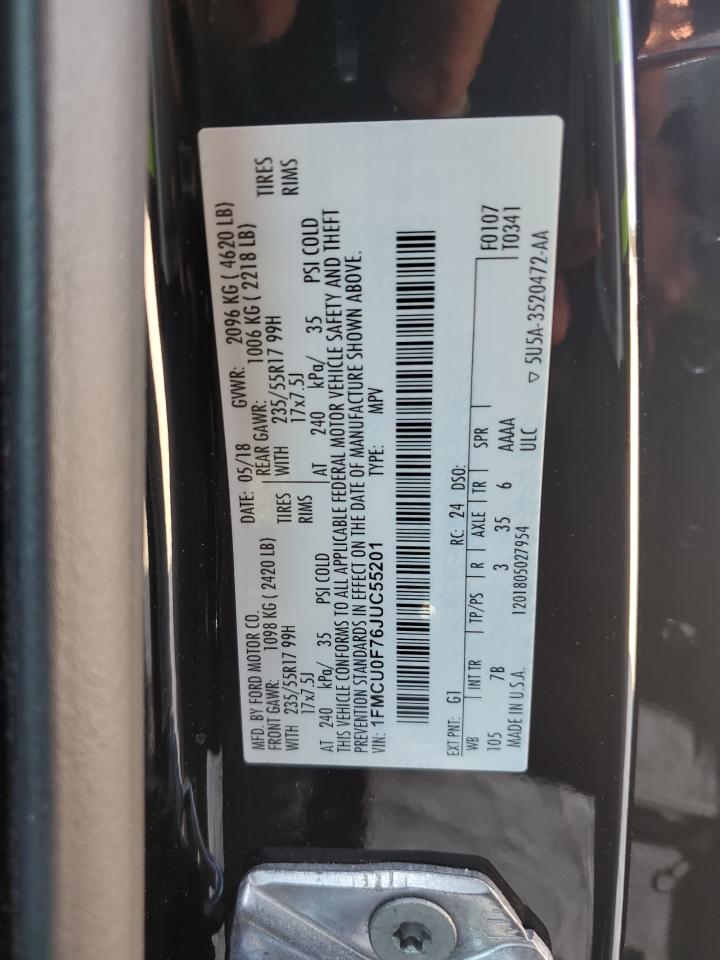 MFD. BY FORD MOTOR CO. DATE: 05/18 GVWR: 2096 KG ( 4620 LB)
FRONT GAWR: 1098 KG ( 2420 LB) REAR GAWR: 1006 KG ( 2218 LB)
WITH 235/55R17 99H TIRES WITH 235/55R17 99H TIRES
17x7.5J RIMS 17x7.5J RIMS
AT 240 kPa/ 35 PSI COLD AT 240 kPa/ 35 PSI COLD
THIS VEHICLE CONFORMS TO ALL APPLICABLE FEDERAL MOTOR VEHICLE SAFETY AND THEFT
PREVENTION STANDARDS IN EFFECT ON THE DATE OF MANUFACTURE SHOWN ABOVE.
VIN: 1FMCU0F76JUC55201 TYPE: MPV
EXT PNT: G1 RC: 24 DSO: F0107
WB INT TR TP/PS R AXLE TR SPR T0341
105 7B 3 35 6 AAAA
MADE IN U.S.A. 1201805027954 ULC ▽ 5U5A-3520472-AA